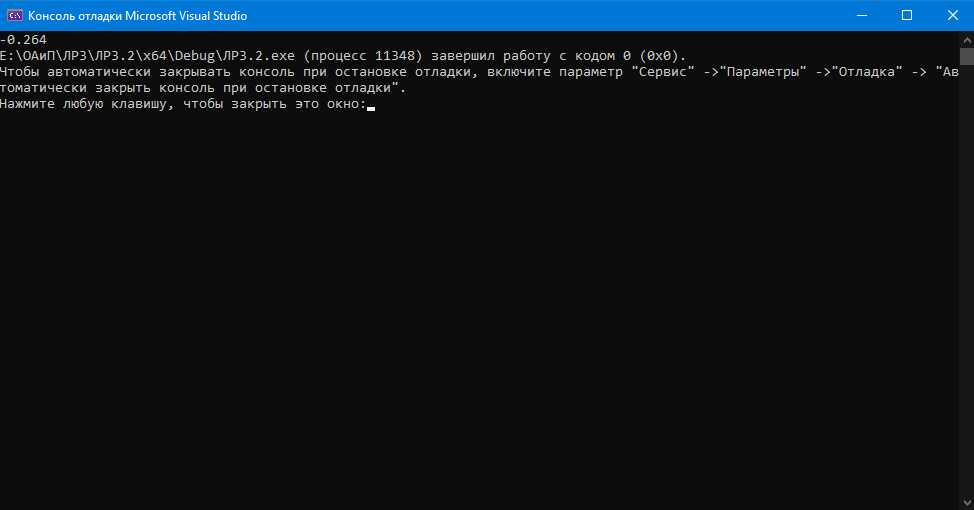 Консоль отладки Microsoft Visual Studio
-0.264
E:\ОАиП\ЛР3\ЛР3.2\x64\Debug\ЛР3.2.exe (процесс 11348) завершил работу с кодом 0 (0x0).
Чтобы автоматически закрывать консоль при остановке отладки, включите параметр "Сервис" ->"Параметры" ->"Отладка" -> "Ав
томатически закрыть консоль при остановке отладки".
Нажмите любую клавишу, чтобы закрыть это окно: